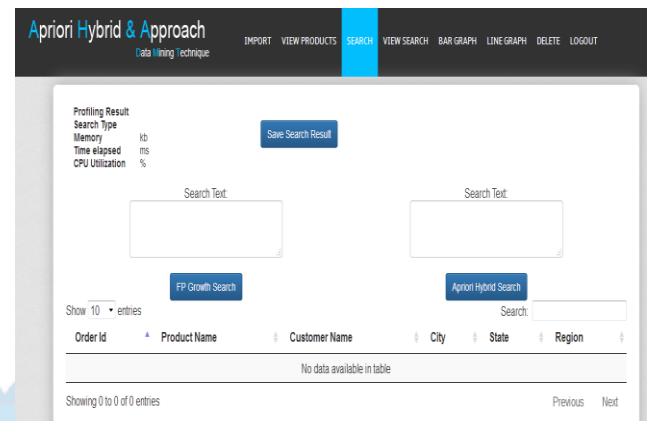 Apriori Hybrid & Approach
Data Mining Technique
IMPORT VIEW PRODUCTS SEARCH VIEW SEARCH BAR GRAPH LINE GRAPH DELETE LOGOUT
Profiling Result
Search Type
Memory kb
Time elapsed ms
CPU Utilization %
Save Search Result
Search Text: Search Text:
FP Growth Search Apriori Hybrid Search
Show 10 entries Search:
Order Id Product Name Customer Name City State Region
No data available in table
Showing 0 to 0 of 0 entries Previous Next